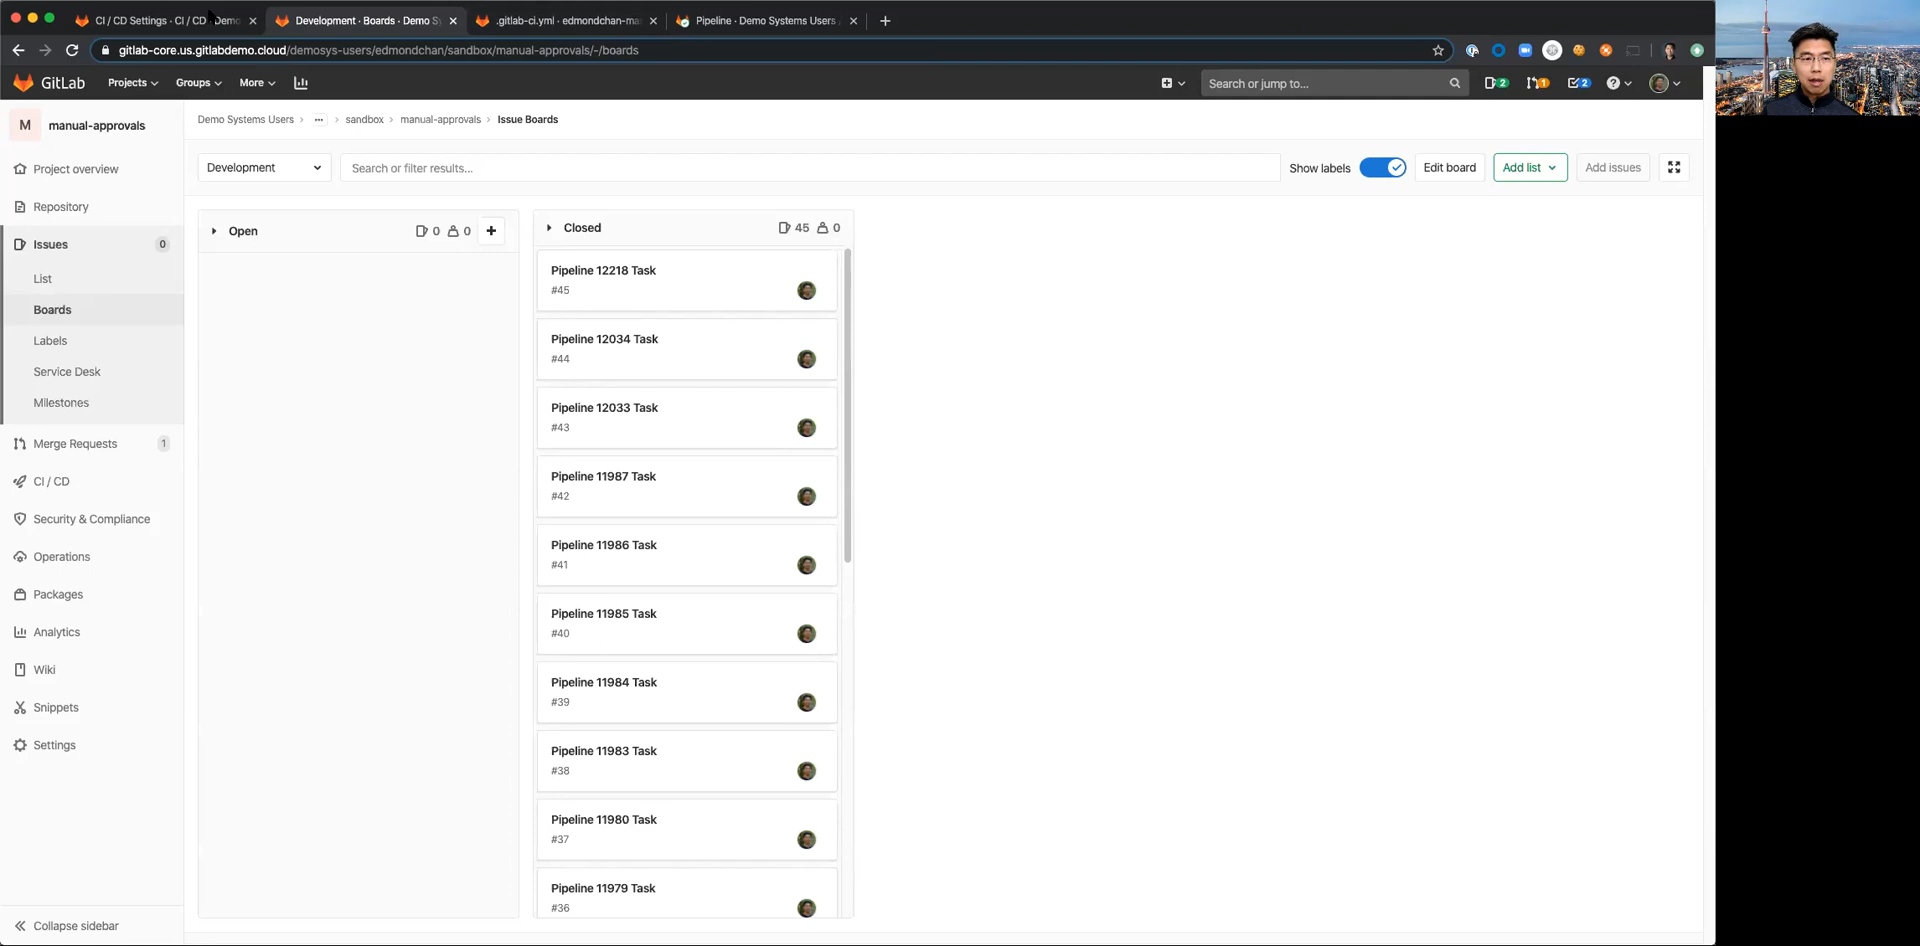 CI / CD Settings · CI / CD · Demo
Development · Boards · Demo Sy
.gitlab-ci.yml · edmondchan-ma
Pipeline · Demo Systems Users
gitlab-core.us.gitlabdemo.cloud/demosys-users/edmondchan/sandbox/manual-approvals/-/boards
GitLab Projects Groups More Search or jump to... 2 1 2
M manual-approvals
Demo Systems Users > ... > sandbox > manual-approvals > Issue Boards
Project overview
Repository
Issues 0
List
Boards
Labels
Service Desk
Milestones
Merge Requests 1
CI / CD
Security & Compliance
Operations
Packages
Analytics
Wiki
Snippets
Settings
Collapse sidebar
Development Search or filter results... Show labels Edit board Add list Add issues
Open 0 0
Closed 45 0
Pipeline 12218 Task
#45
Pipeline 12034 Task
#44
Pipeline 12033 Task
#43
Pipeline 11987 Task
#42
Pipeline 11986 Task
#41
Pipeline 11985 Task
#40
Pipeline 11984 Task
#39
Pipeline 11983 Task
#38
Pipeline 11980 Task
#37
Pipeline 11979 Task
#36